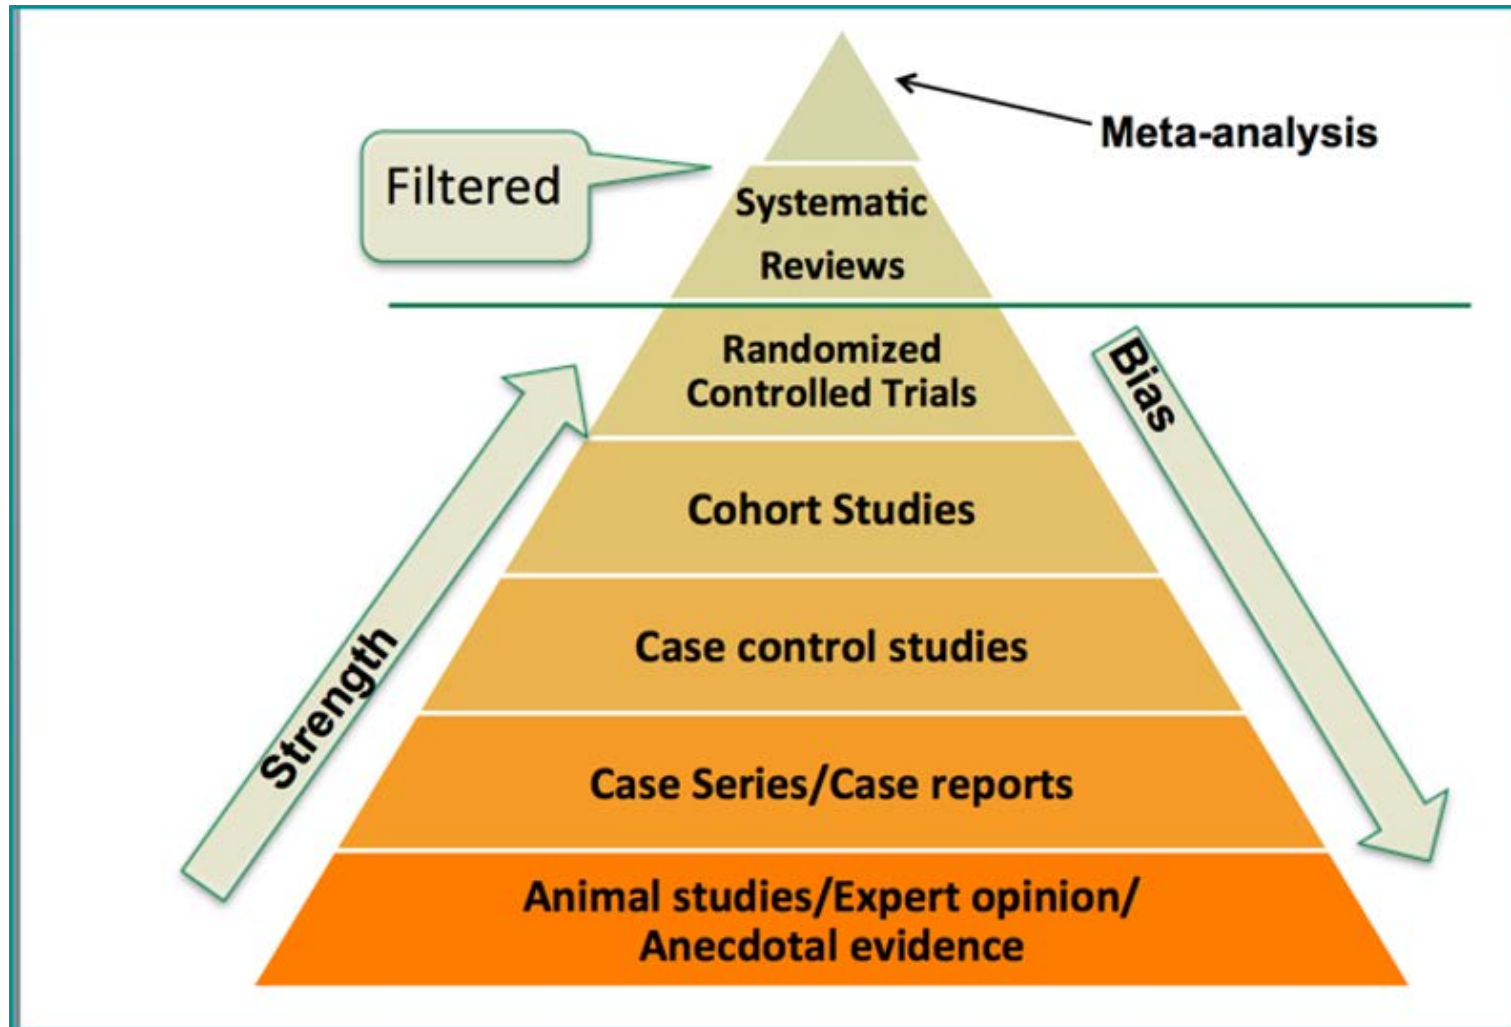 Meta-analysis
Filtered
Systematic
Reviews
Randomized
Controlled Trials
Bias
Cohort Studies
Case control studies
Strength
Case Series/Case reports
Animal studies/Expert opinion/
Anecdotal evidence